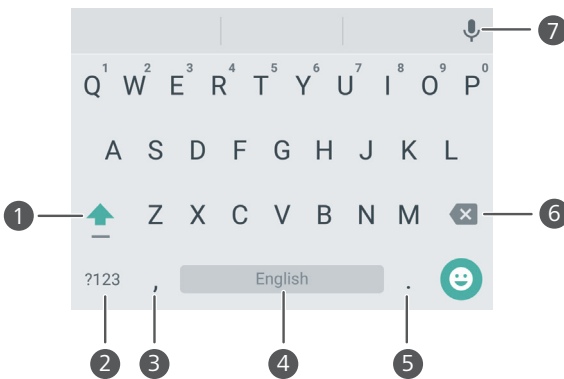 7
1 2 3 4 5 6 7 8 9 0
Q W E R T Y U I O P
A S D F G H J K L
1 Z X C V B N M 6
?123 , English .
2 3 4 5